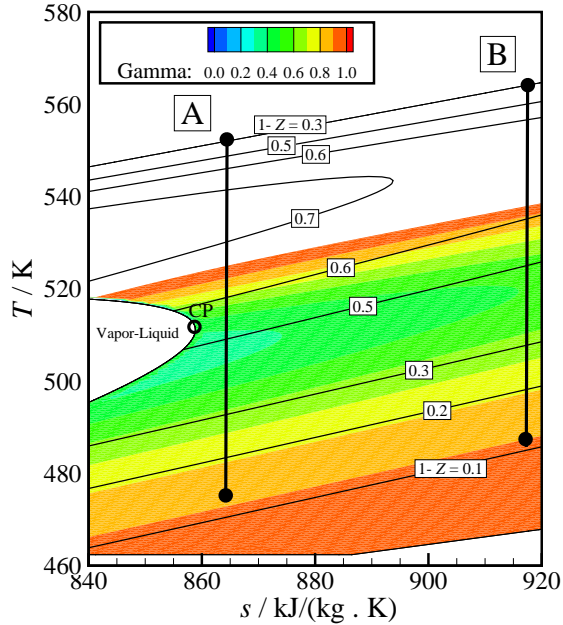 580
560
540
520
500
480
460
T / K
Gamma: 0.0 0.2 0.4 0.6 0.8 1.0
A
B
1- Z = 0.3
0.5
0.6
0.7
0.6
0.5
CP
Vapor-Liquid
0.3
0.2
1- Z = 0.1
840 860 880 900 920
s / kJ/(kg . K)